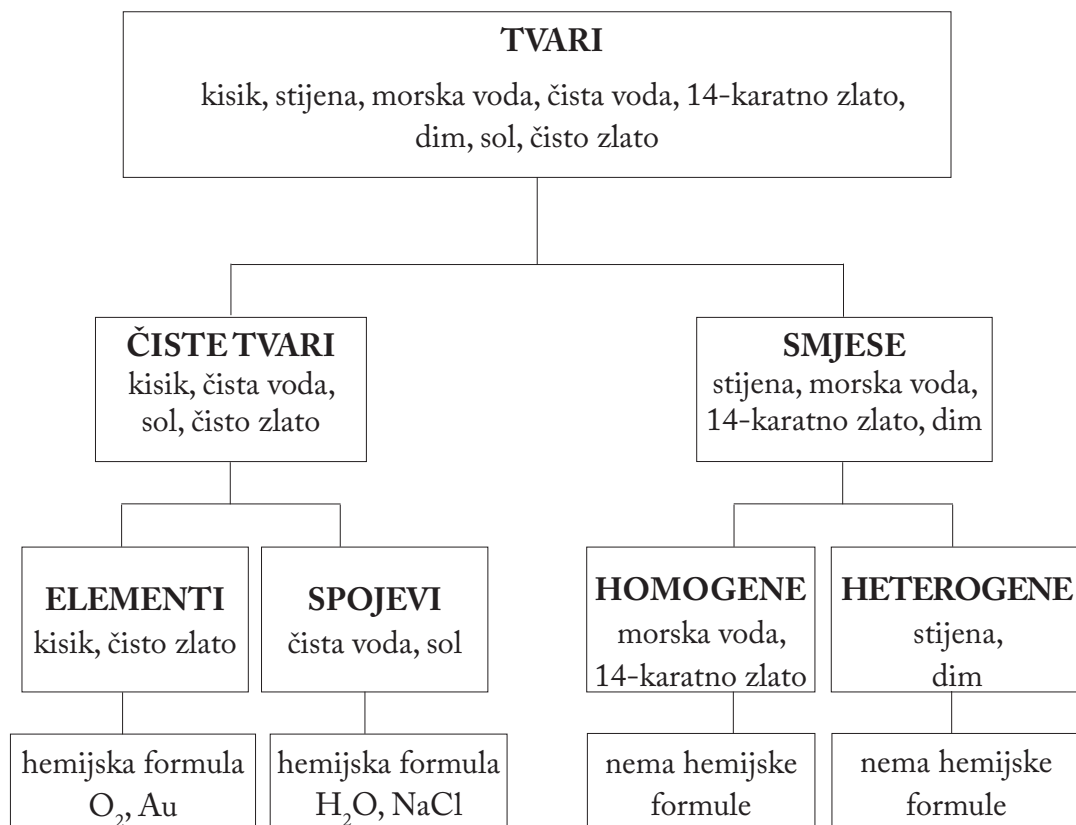 TVARI
kisik, stijena, morska voda, čista voda, 14-karatno zlato,
dim, sol, čisto zlato
ČISTE TVARI
kisik, čista voda,
sol, čisto zlato
SMJESE
stijena, morska voda,
14-karatno zlato, dim
ELEMENTI
kisik, čisto zlato
SPOJEVI
čista voda, sol
HOMOGENE
morska voda,
14-karatno zlato
HETEROGENE
stijena,
dim
hemijska formula
O₂, Au
hemijska formula
H₂O, NaCl
nema hemijske
formule
nema hemijske
formule